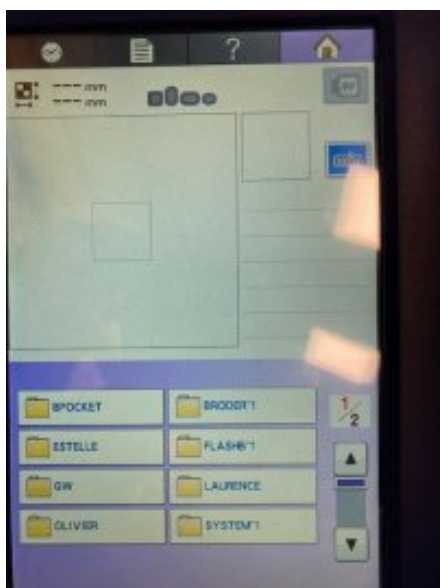 ?
--- mm
--- mm
BPOCKET
BRODER~1
ESTELLE
FLASHB~1
1/2
GW
LAURENCE
OLIVIER
SYSTEM~1